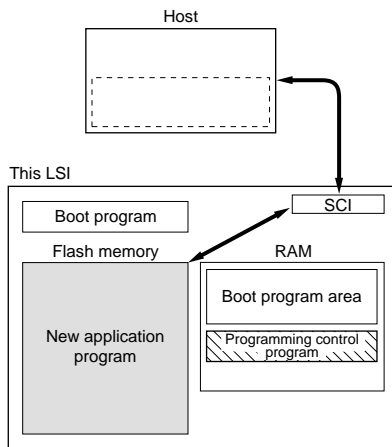 Host
This LSI
SCI
Boot program
Flash memory
RAM
Boot program area
New application
program
Programming control
program